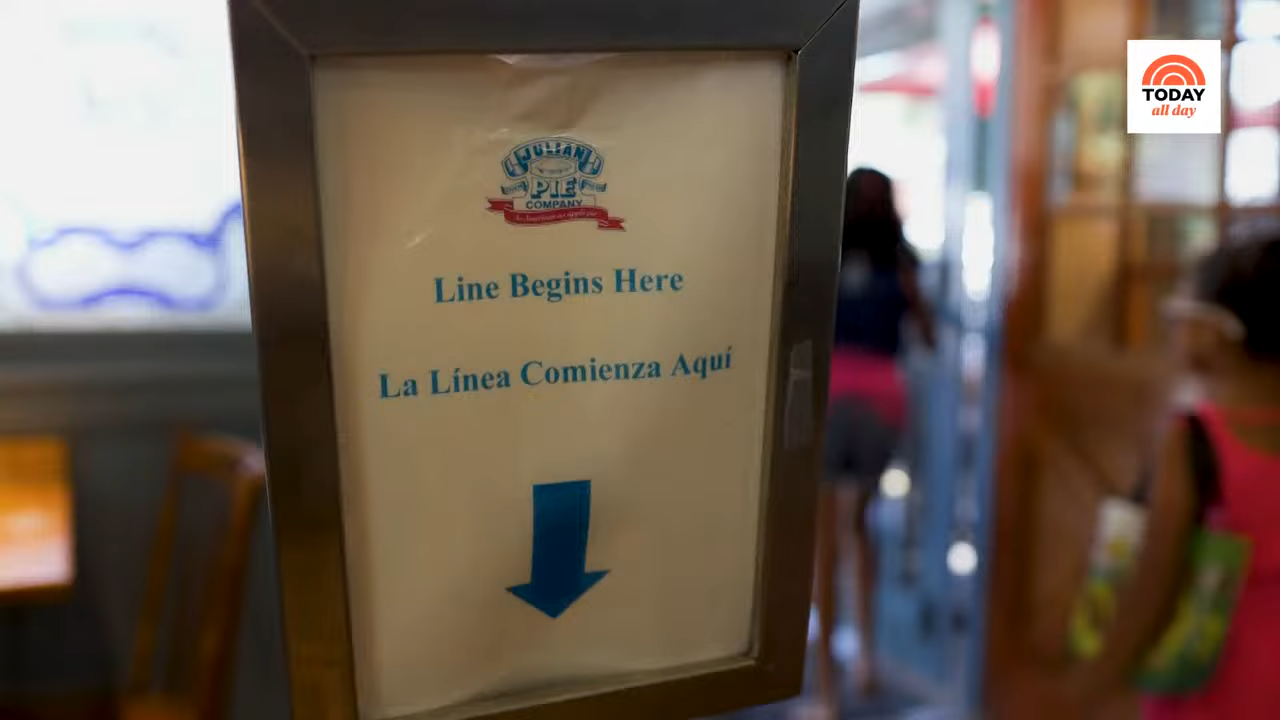 JULIAN
PIE
COMPANY
Line Begins Here
La Línea Comienza Aquí
TODAY
all day